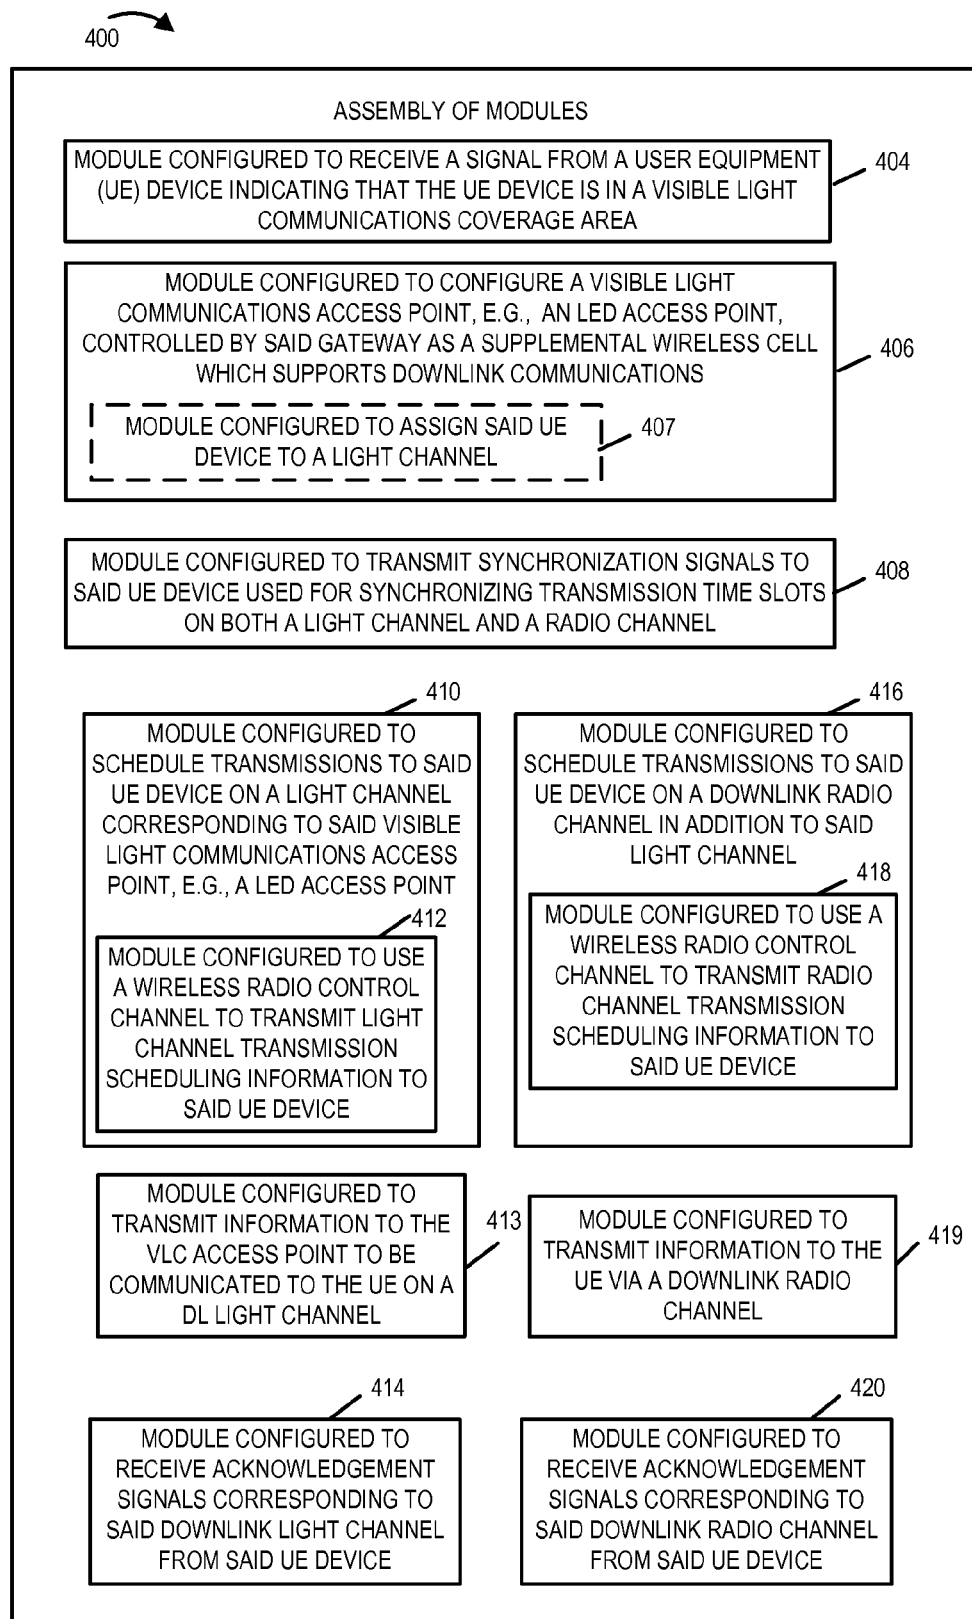 400
ASSEMBLY OF MODULES
MODULE CONFIGURED TO RECEIVE A SIGNAL FROM A USER EQUIPMENT
(UE) DEVICE INDICATING THAT THE UE DEVICE IS IN A VISIBLE LIGHT
COMMUNICATIONS COVERAGE AREA
404
MODULE CONFIGURED TO CONFIGURE A VISIBLE LIGHT
COMMUNICATIONS ACCESS POINT, E.G., AN LED ACCESS POINT,
CONTROLLED BY SAID GATEWAY AS A SUPPLEMENTAL WIRELESS CELL
WHICH SUPPORTS DOWNLINK COMMUNICATIONS
406
MODULE CONFIGURED TO ASSIGN SAID UE
DEVICE TO A LIGHT CHANNEL
407
MODULE CONFIGURED TO TRANSMIT SYNCHRONIZATION SIGNALS TO
SAID UE DEVICE USED FOR SYNCHRONIZING TRANSMISSION TIME SLOTS
ON BOTH A LIGHT CHANNEL AND A RADIO CHANNEL
408
410
MODULE CONFIGURED TO
SCHEDULE TRANSMISSIONS TO SAID
UE DEVICE ON A LIGHT CHANNEL
CORRESPONDING TO SAID VISIBLE
LIGHT COMMUNICATIONS ACCESS
POINT, E.G., A LED ACCESS POINT
412
MODULE CONFIGURED TO USE
A WIRELESS RADIO CONTROL
CHANNEL TO TRANSMIT LIGHT
CHANNEL TRANSMISSION
SCHEDULING INFORMATION TO
SAID UE DEVICE
416
MODULE CONFIGURED TO
SCHEDULE TRANSMISSIONS TO SAID
UE DEVICE ON A DOWNLINK RADIO
CHANNEL IN ADDITION TO SAID
LIGHT CHANNEL
418
MODULE CONFIGURED TO USE A
WIRELESS RADIO CONTROL
CHANNEL TO TRANSMIT RADIO
CHANNEL TRANSMISSION
SCHEDULING INFORMATION TO
SAID UE DEVICE
MODULE CONFIGURED TO
TRANSMIT INFORMATION TO THE
VLC ACCESS POINT TO BE
COMMUNICATED TO THE UE ON A
DL LIGHT CHANNEL
413
MODULE CONFIGURED TO
TRANSMIT INFORMATION TO THE
UE VIA A DOWNLINK RADIO
CHANNEL
419
414
MODULE CONFIGURED TO
RECEIVE ACKNOWLEDGEMENT
SIGNALS CORRESPONDING TO
SAID DOWNLINK LIGHT CHANNEL
FROM SAID UE DEVICE
420
MODULE CONFIGURED TO
RECEIVE ACKNOWLEDGEMENT
SIGNALS CORRESPONDING TO
SAID DOWNLINK RADIO CHANNEL
FROM SAID UE DEVICE